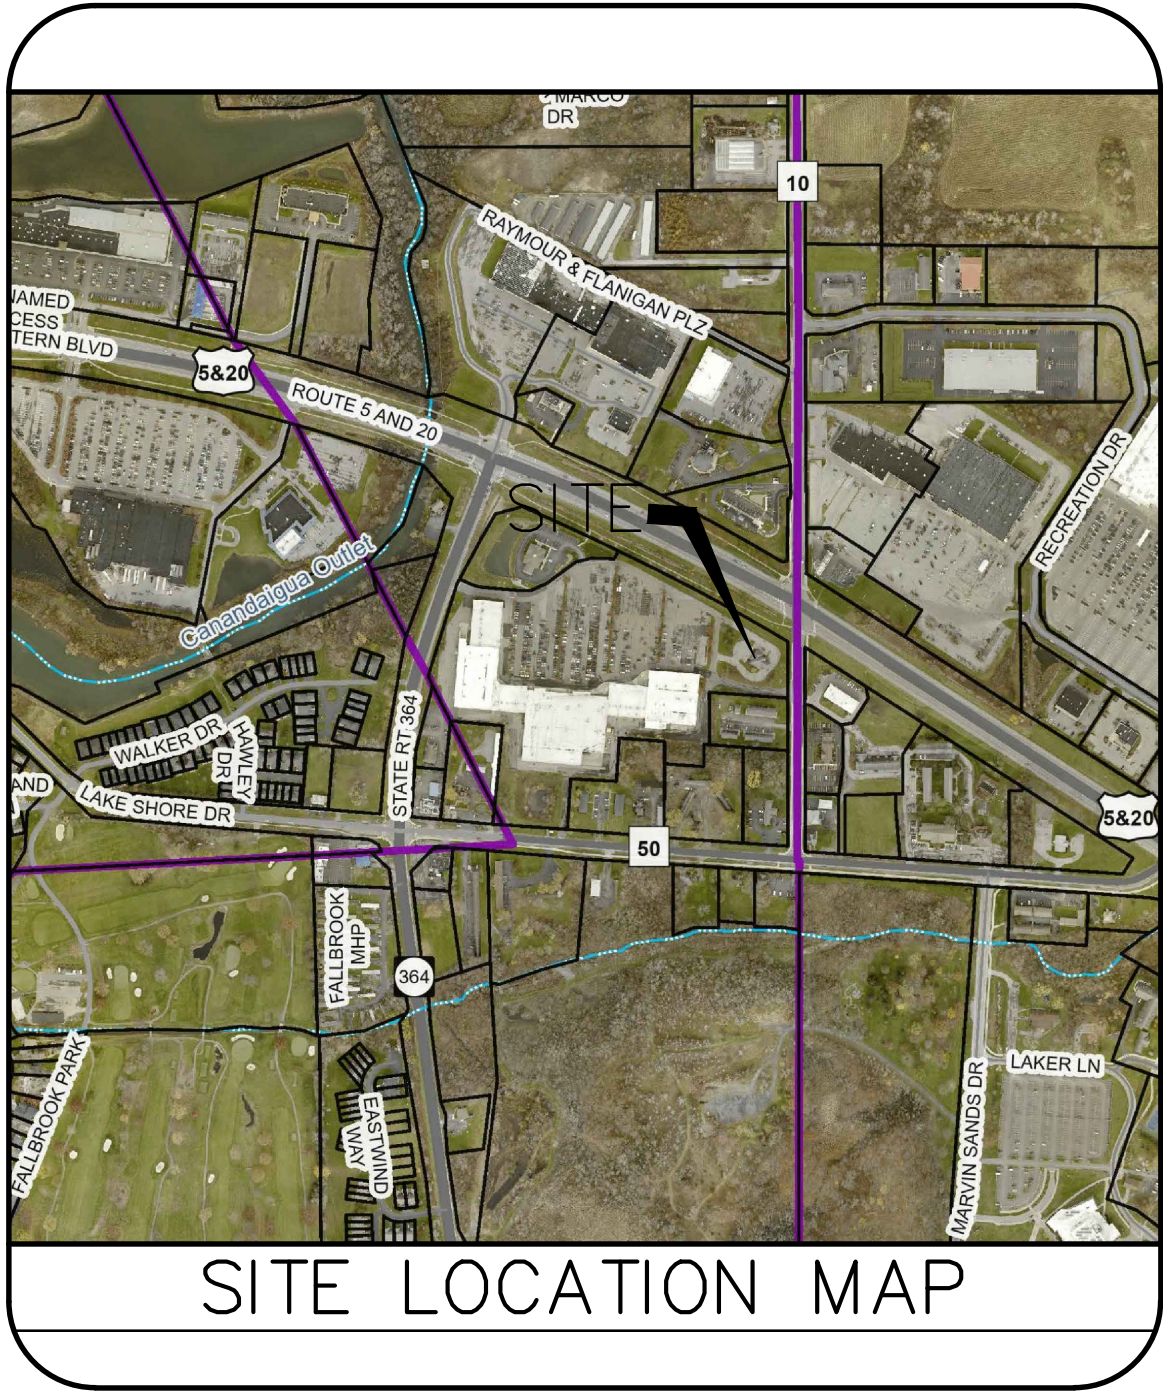 MARCO
DR
10
RAYMOUR & FLANIGAN PLZ
NAMED
CESS
TERN BLVD
5&20
ROUTE 5 AND 20
RECREATION DR
SITE
Canandaigua Outlet
STATE RT 364
WALKER DR
HAWLEY
DR
AND
LAKE SHORE DR
5&20
50
FALLBROOK
MHP
364
FALLBROOK PARK
EASTWIND
WAY
LAKER LN
MARVIN SANDS DR
SITE LOCATION MAP